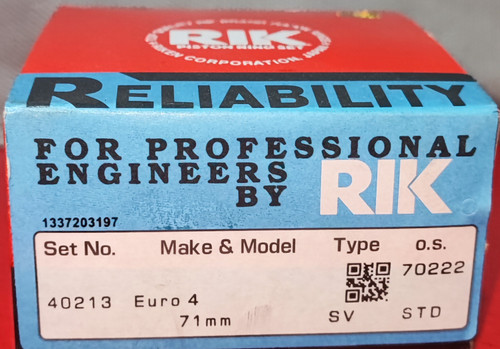 RIK
PISTON RING SET
RIKEN CORPORATION,
RELIABILITY
FOR PROFESSIONAL
ENGINEERS
BY RIK
1337203197
Set No. Make & Model Type o.s.
70222
40213 Euro 4
71mm SV STD